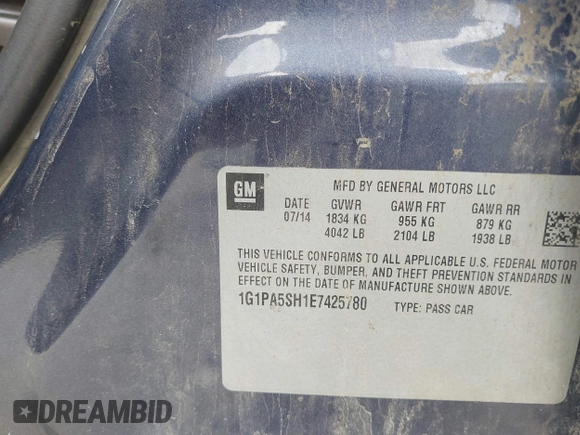 GM
MFD BY GENERAL MOTORS LLC
DATE GVWR GAWR FRT GAWR RR
07/14 1834 KG 955 KG 879 KG
4042 LB 2104 LB 1938 LB
THIS VEHICLE CONFORMS TO ALL APPLICABLE U.S. FEDERAL MOTOR
VEHICLE SAFETY, BUMPER, AND THEFT PREVENTION STANDARDS IN
EFFECT ON THE DATE OF MANUFACTURE SHOWN ABOVE.
1G1PA5SH1E7425780 TYPE: PASS CAR
DREAMBID